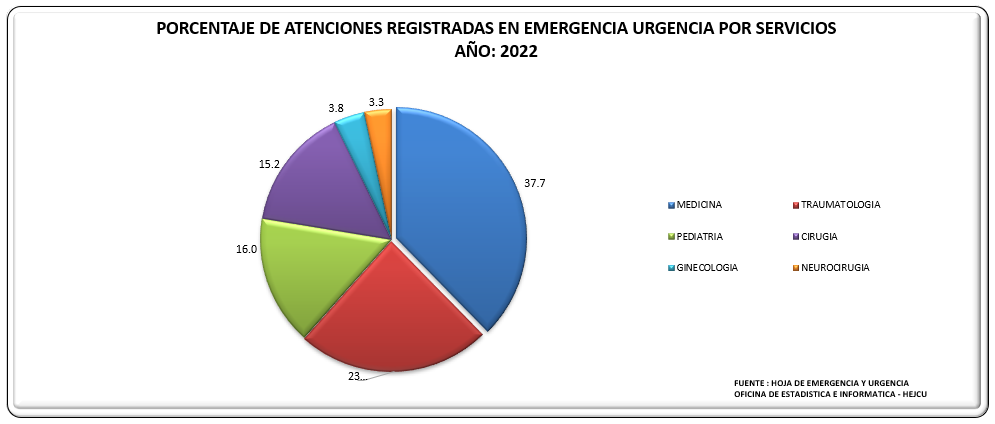 PORCENTAJE DE ATENCIONES REGISTRADAS EN EMERGENCIA URGENCIA POR SERVICIOS
AÑO: 2022
3.8
3.3
15.2
37.7
16.0
23...
MEDICINA
TRAUMATOLOGIA
PEDIATRIA
CIRUGIA
GINECOLOGIA
NEUROCIRUGIA
FUENTE : HOJA DE EMERGENCIA Y URGENCIA
OFICINA DE ESTADISTICA E INFORMATICA - HEJCU